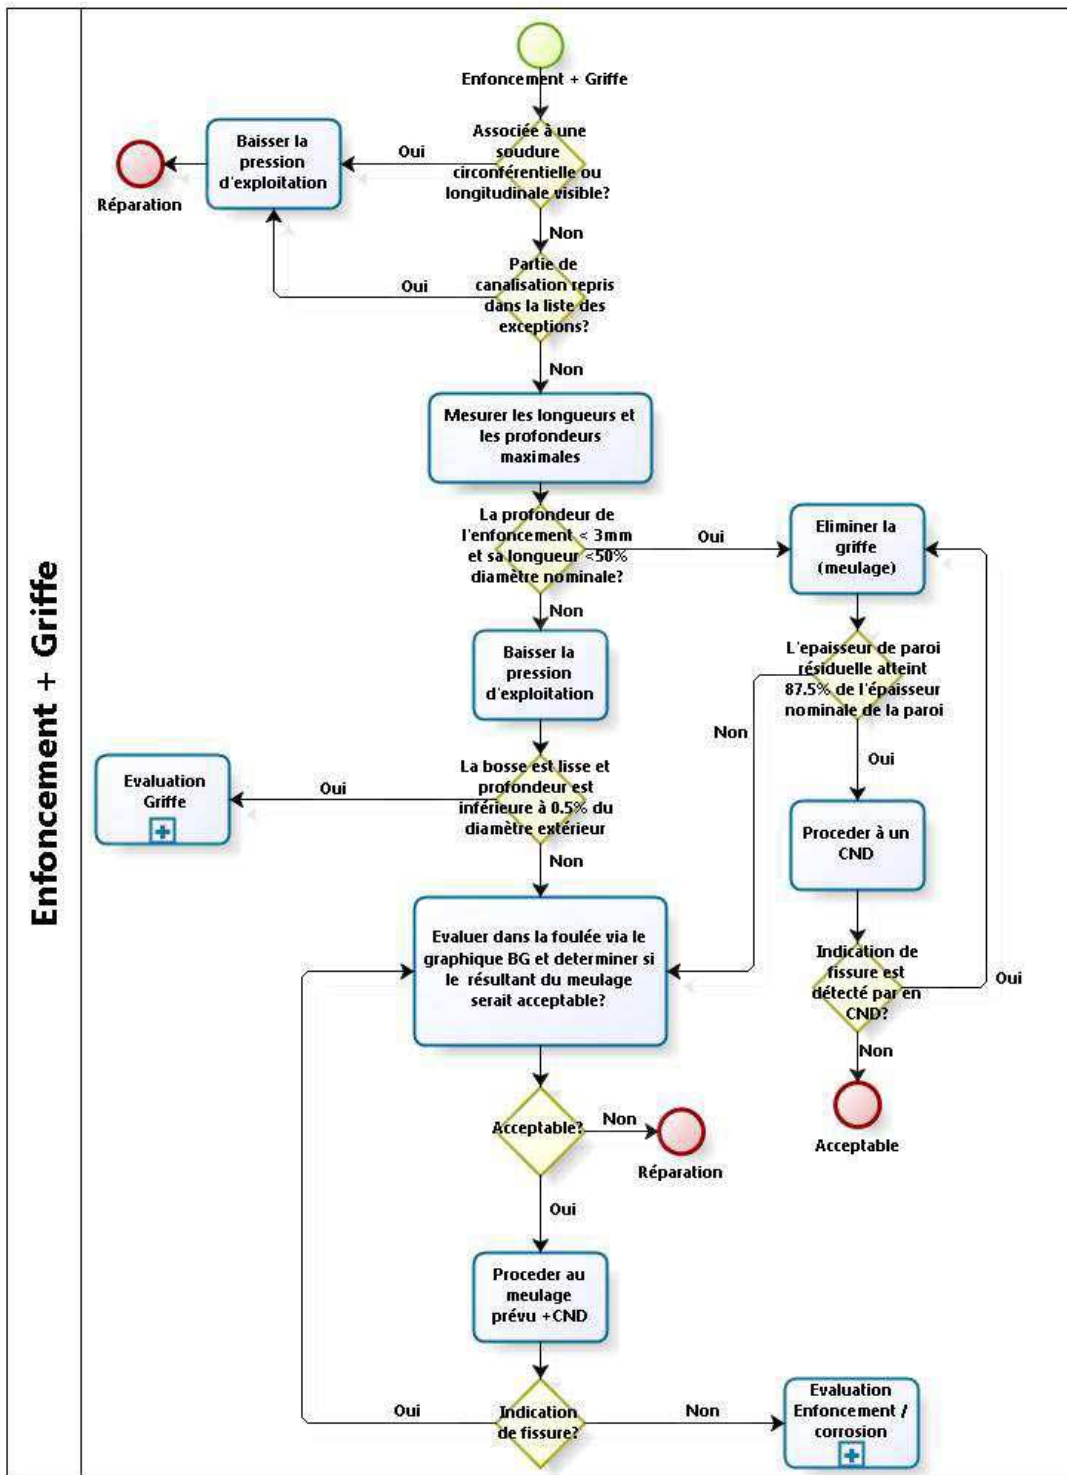 Enfoncement + Griffe
Enfoncement + Griffe
Associée à une
soudure
circonférentielle ou
longitudinale visible?
Oui
Baisser la
pression
d'exploitation
Réparation
Non
Partie de
canalisation repris
dans la liste des
exceptions?
Oui
Non
Mesurer les longueurs et
les profondeurs
maximales
La profondeur de
l'enfoncement < 3mm
et sa longueur <50%
diamètre nominale?
Oui
Eliminer la
griffe
(meulage)
Non
Baisser la
pression
d'exploitation
L'epaisseur de paroi
résiduelle atteint
87.5% de l'épaisseur
nominale de la paroi
Non
Oui
La bosse est lisse et
profondeur est
inférieure à 0.5% du
diamètre extérieur
Oui
Evaluation
Griffe
Non
Proceder à un
CND
Evaluer dans la foulée via le
graphique BG et determiner si
le résultant du meulage
serait acceptable?
Indication de
fissure est
détecté par en
CND?
Oui
Non
Acceptable
Acceptable?
Non
Réparation
Oui
Proceder au
meulage
prévu +CND
Indication
de fissure?
Oui
Non
Evaluation
Enfoncement /
corrosion